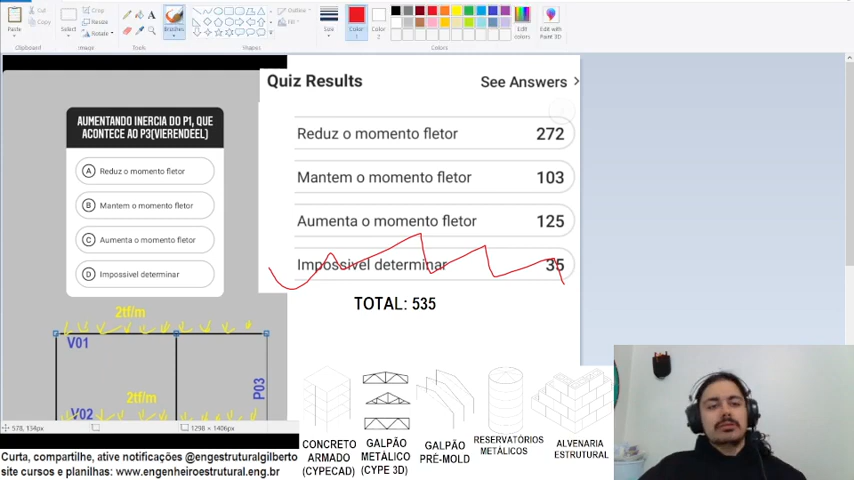 Paste
Cut
Copy
Clipboard
Select
Crop
Resize
Rotate
Image
Tools
Brushes
Shapes
Outline
Fill
Size
Color
1
Color
2
Edit
colors
Edit with
Paint 3D
Colors
Quiz Results
See Answers
Reduz o momento fletor 272
Mantem o momento fletor 103
Aumenta o momento fletor 125
Impossivel determinar 35
TOTAL: 535
AUMENTANDO INERCIA DO P1, QUE
ACONTECE AO P3(VIERENDEEL)
A Reduz o momento fletor
B Mantem o momento fletor
C Aumenta o momento fletor
D Impossivel determinar
2tf/m
V01
2tf/m
V02
P03
578, 134px
1298 × 1406px
CONCRETO
ARMADO
(CYPECAD)
GALPÃO
METÁLICO
(CYPE 3D)
GALPÃO
PRÉ-MOLD
RESERVATÓRIOS
METÁLICOS
ALVENARIA
ESTRUTURAL
Curta, compartilhe, ative notificações @engestruturalgilberto
site cursos e planilhas: www.engenheiroestrutural.eng.br